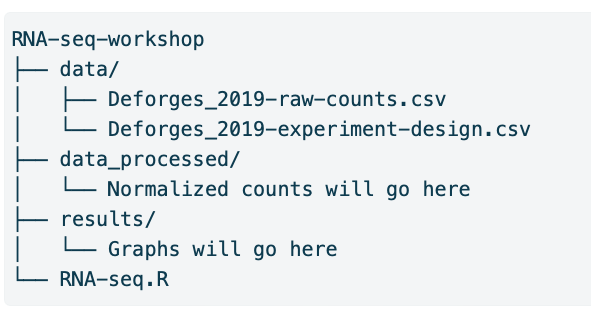 RNA-seq-workshop
├── data/
│   ├── Deforges_2019-raw-counts.csv
│   └── Deforges_2019-experiment-design.csv
├── data_processed/
│   └── Normalized counts will go here
├── results/
│   └── Graphs will go here
└── RNA-seq.R